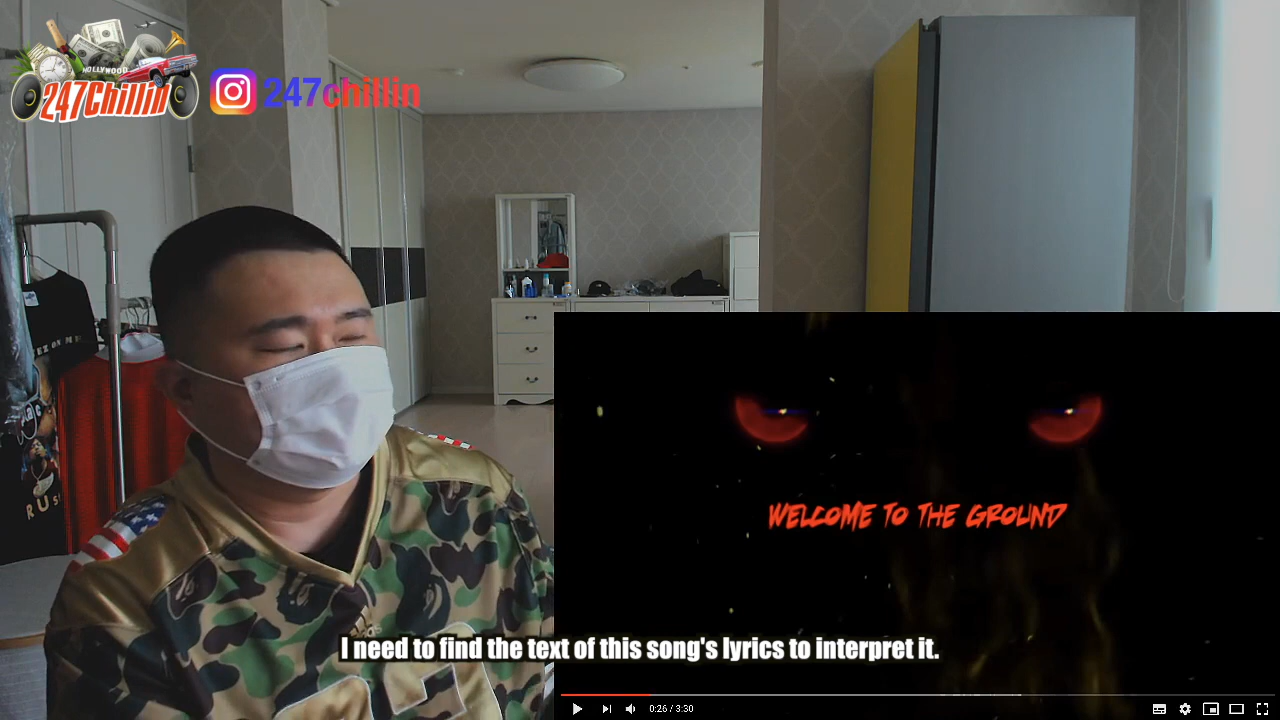 HOLLYWOOD
247Chillin
247chillin
RUS
WELCOME TO THE GROUND
I need to find the text of this song's lyrics to interpret it.
0:26 / 3:30